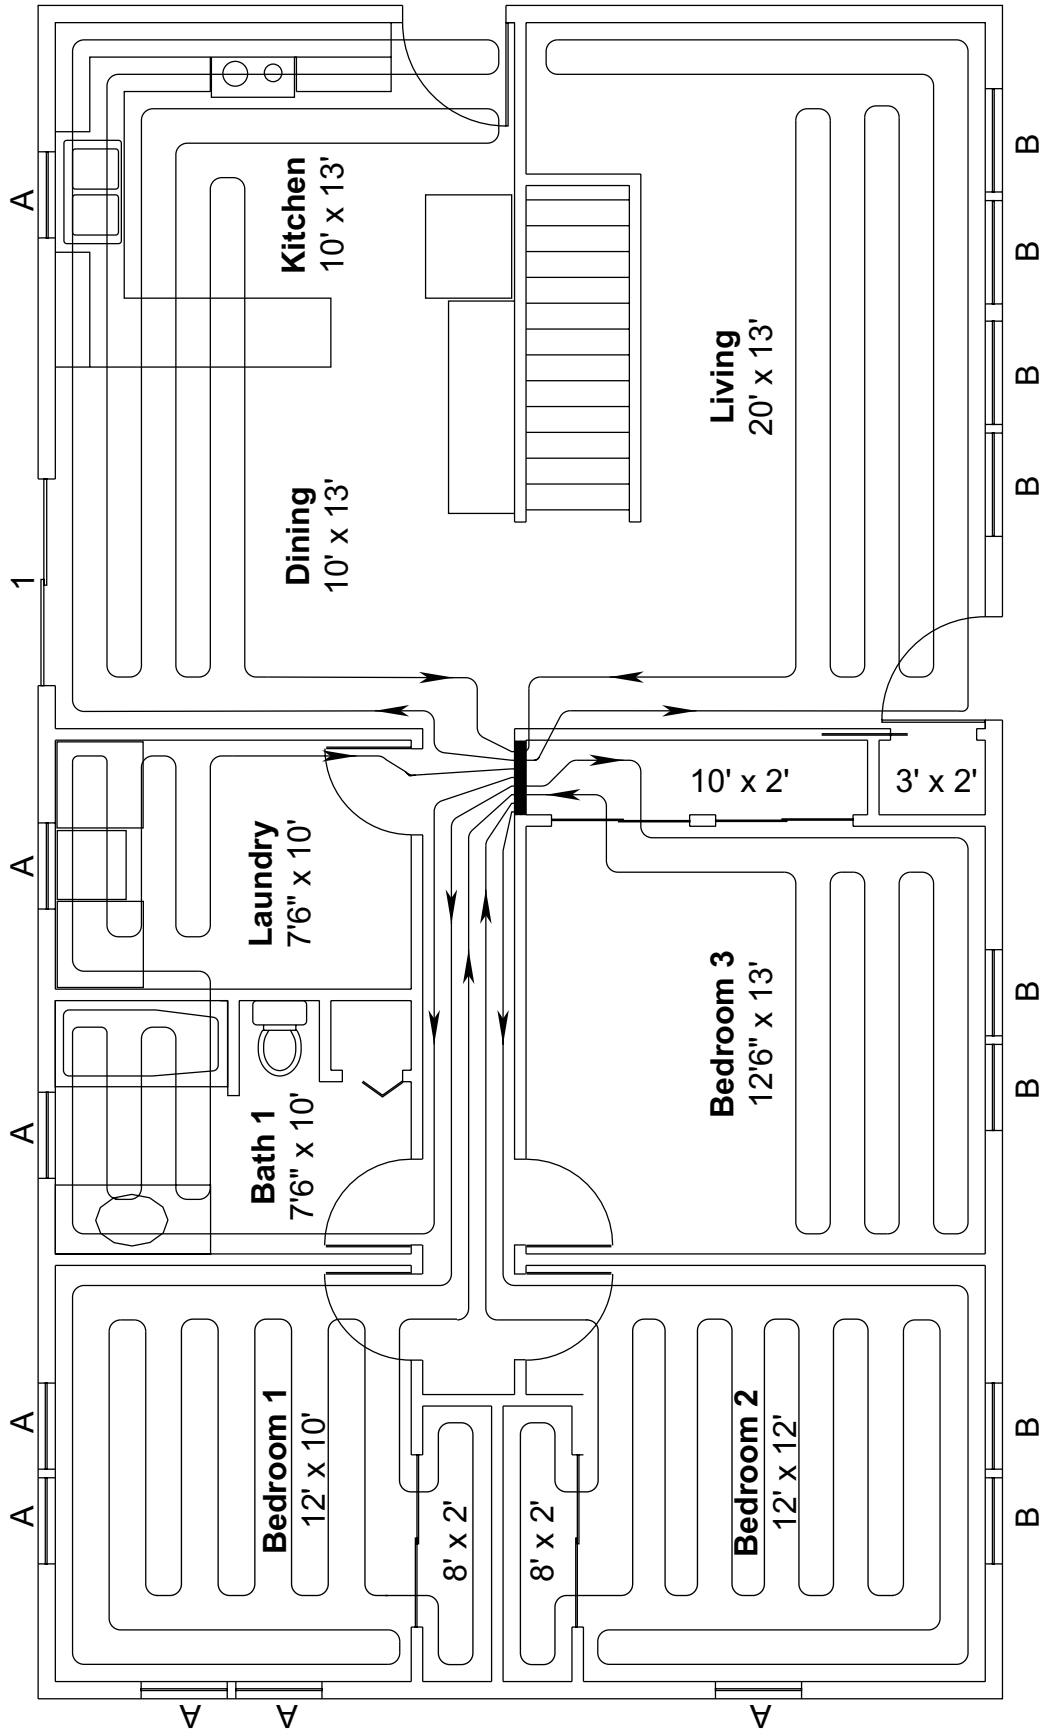 A
A
A
A
1
A
A
A
Bedroom 1
12' x 10'
Bath 1
7'6" x 10'
Laundry
7'6" x 10'
Dining
10' x 13'
Kitchen
10' x 13'
8' x 2'
8' x 2'
10' x 2'
3' x 2'
Bedroom 2
12' x 12'
Bedroom 3
12'6" x 13'
Living
20' x 13'
A
B
B
B
B
B
B
B
B